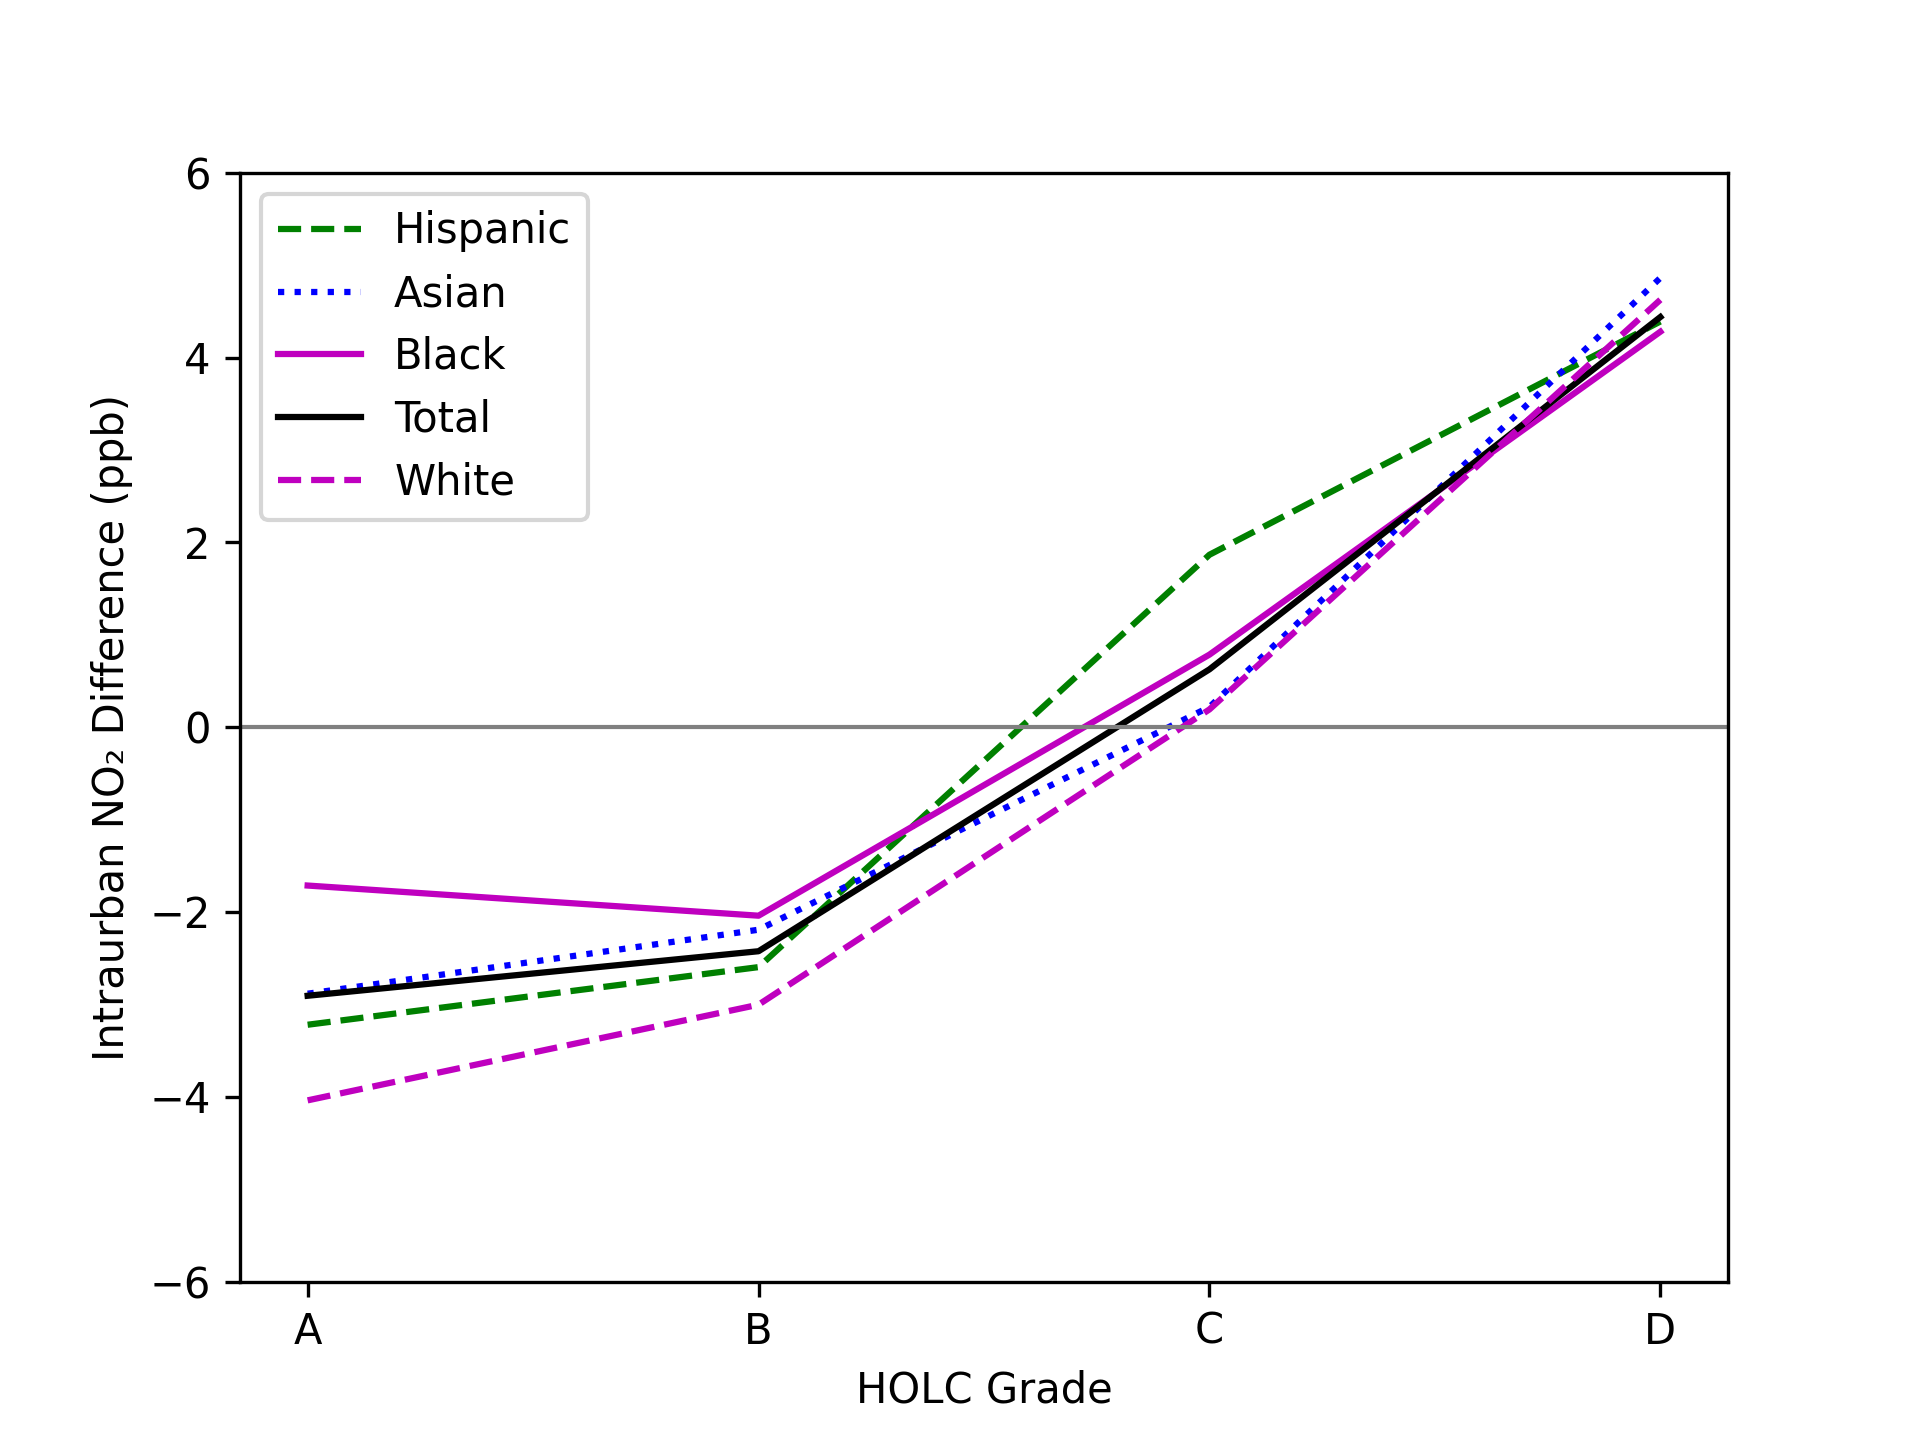 6
4
2
0
−2
−4
−6
Intraurban NO₂ Difference (ppb)
Hispanic
Asian
Black
Total
White
A B C D
HOLC Grade